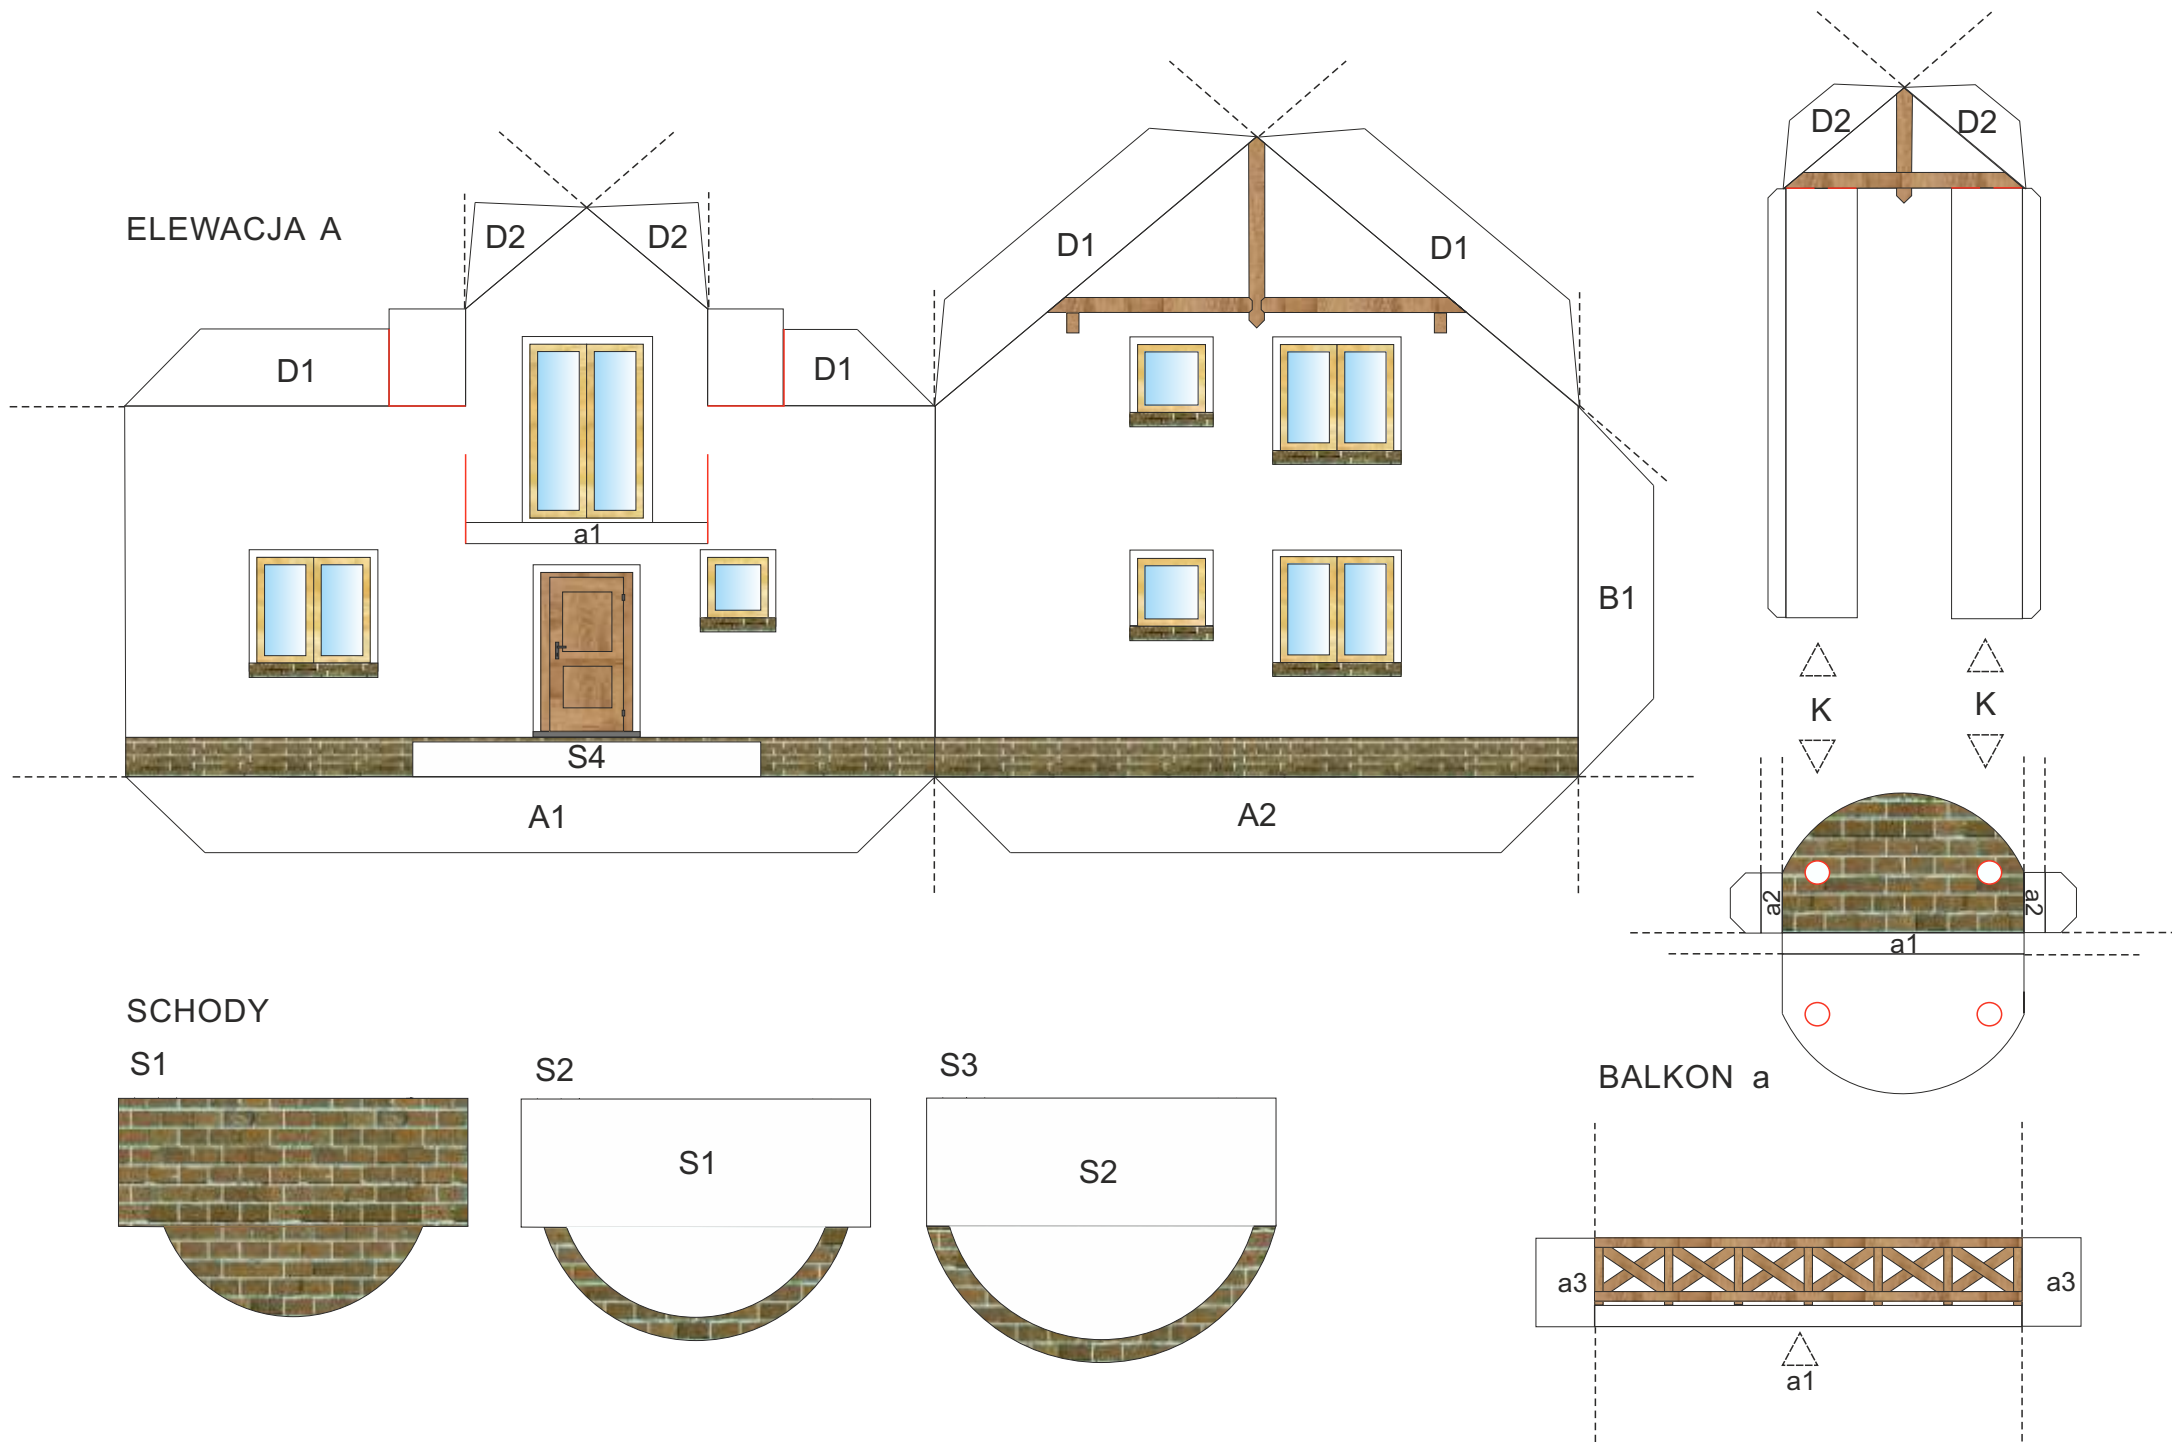 ELEWACJA A
D2 D2
D1 D1
a1
S4
A1
D1 D1
B1
A2
D2 D2
K K
a2 a2
a1
SCHODY
S1
S2
S1
S3
S2
BALKON a
a3 a3
a1